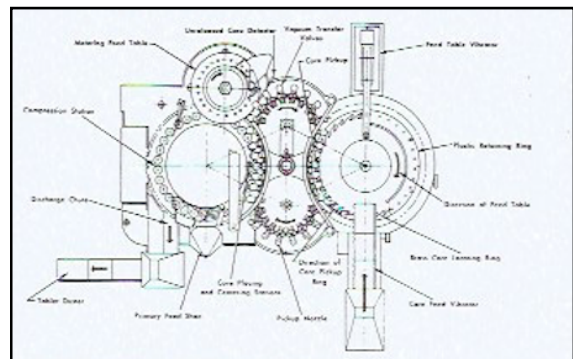 Unreleased Core Detector
Vacuum Transfer
Valves
Metering Feed Table
Core Pickup
Feed Table Vibrator
Compression Station
Plastic Retaining Ring
Discharge Chute
Direction of Feed Table
Direction of
Core Pickup
Ring
Brass Core Locating Ring
Core Placing
and Centering Stations
Tablet Duster
Core Feed Vibrator
Primary Feed Shoe
Pickup Nozzle